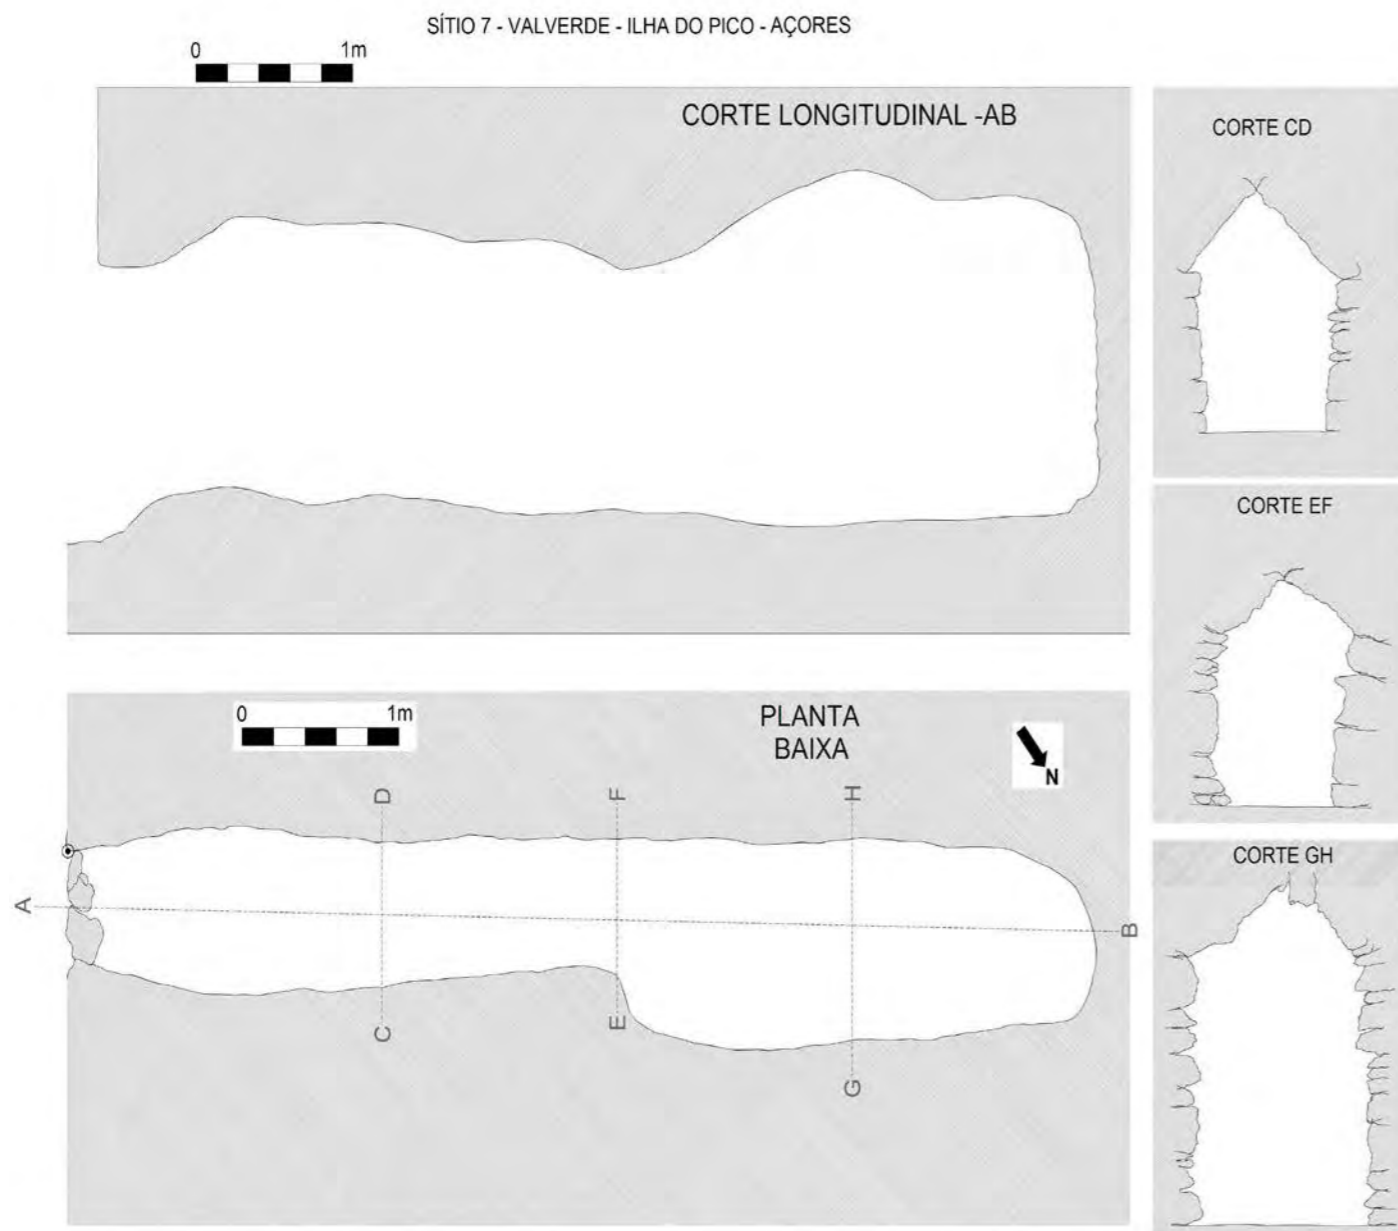 SÍTIO 7 - VALVERDE - ILHA DO PICO - AÇORES
0 1m
CORTE LONGITUDINAL -AB
CORTE CD
CORTE EF
CORTE GH
0 1m
PLANTA
BAIXA
N
D
F
H
A
B
C
E
G